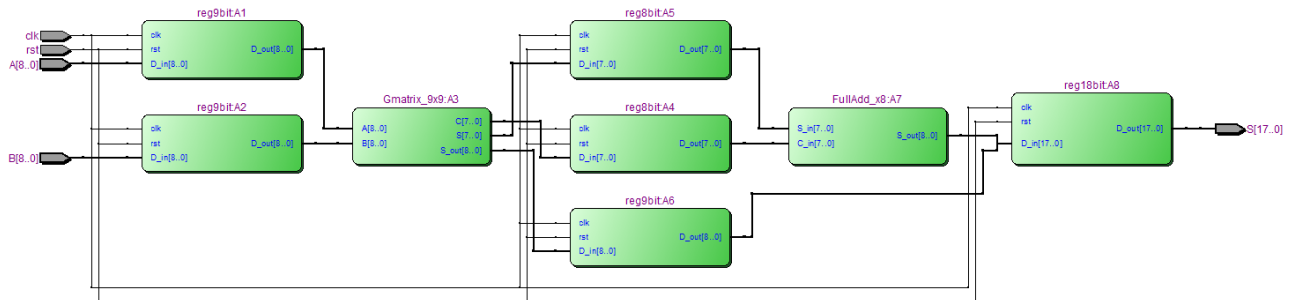 clk
rst
A[8..0]
B[8..0]
reg9bit:A1
clk
rst
D_in[8..0]
D_out[8..0]
reg9bit:A2
clk
rst
D_in[8..0]
D_out[8..0]
Gmatrix_9x9:A3
A[8..0]
B[8..0]
C[7..0]
S[7..0]
S_out[8..0]
reg8bit:A5
clk
rst
D_in[7..0]
D_out[7..0]
reg8bit:A4
clk
rst
D_in[7..0]
D_out[7..0]
reg9bit:A6
clk
rst
D_in[8..0]
D_out[8..0]
FullAdd_x8:A7
S_in[7..0]
C_in[7..0]
S_out[8..0]
reg18bit:A8
clk
rst
D_in[17..0]
D_out[17..0]
S[17..0]